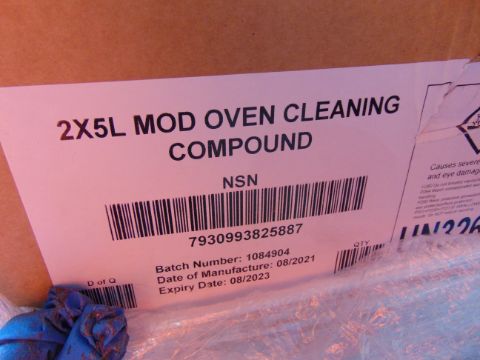 2X5L MOD OVEN CLEANING
COMPOUND
NSN
7930993825887
Batch Number: 1084904
Date of Manufacture: 08/2021
Expiry Date: 08/2023
D of Q
QTY
Causes severe
and eye damag
UN326